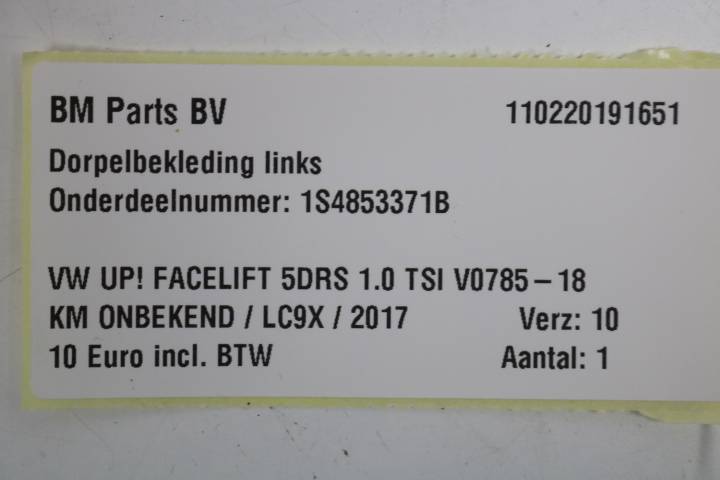 BM Parts BV 110220191651
Dorpelbekleding links
Onderdeelnummer: 1S4853371B
VW UP! FACELIFT 5DRS 1.0 TSI V0785-18
KM ONBEKEND / LC9X / 2017 Verz: 10
10 Euro incl. BTW Aantal: 1